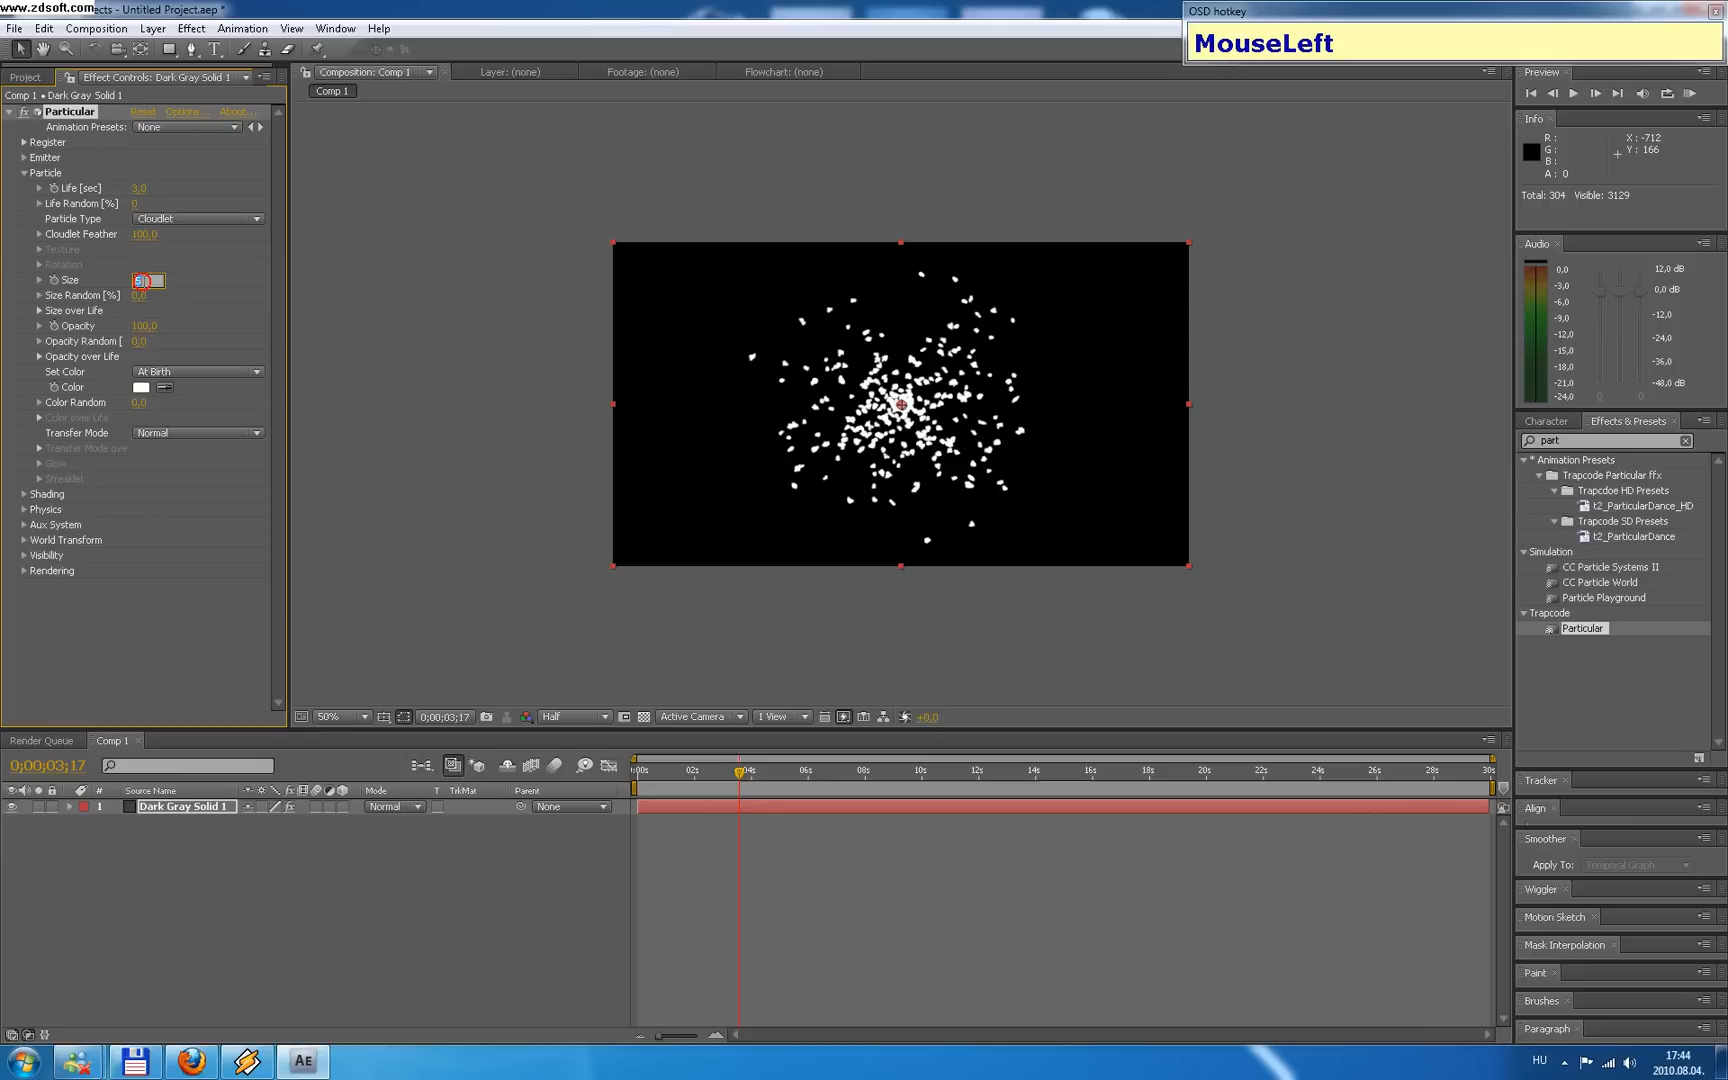 www.zdsoft.com
ects - Untitled Project.aep *
OSD hotkey
MouseLeft
File Edit Composition Layer Effect Animation View Window Help
Project
Effect Controls: Dark Gray Solid 1
Composition: Comp 1
Layer: (none)
Footage: (none)
Flowchart: (none)
Comp 1 • Dark Gray Solid 1
Comp 1
fx Particular Reset Options... About...
Animation Presets: None
Register
Emitter
Particle
Life [sec] 3,0
Life Random [%] 0
Particle Type Cloudlet
Cloudlet Feather 100,0
Texture
Rotation
Size 5
Size Random [%] 0,0
Size over Life
Opacity 100,0
Opacity Random [ 0,0
Opacity over Life
Set Color At Birth
Color
Color Random 0,0
Color over Life
Transfer Mode Normal
Transfer Mode ove
Glow
Streaklet
Shading
Physics
Aux System
World Transform
Visibility
Rendering
50% 0;00;03;17 Half Active Camera 1 View +0,0
Preview
Info
R :
G :
B :
A : 0
X : -712
Y : 166
Total: 304 Visible: 3129
Audio
0,0
-3,0
-6,0
-9,0
-12,0
-15,0
-18,0
-21,0
-24,0
12,0 dB
0,0 dB
-12,0
-24,0
-36,0
-48,0 dB
Character
Effects & Presets
part
* Animation Presets
Trapcode Particular ffx
Trapcdoe HD Presets
t2_ParticularDance_HD
Trapcode SD Presets
t2_ParticularDance
Simulation
CC Particle Systems II
CC Particle World
Particle Playground
Trapcode
Particular
Tracker
Align
Smoother
Apply To: Temporal Graph
Wiggler
Motion Sketch
Mask Interpolation
Paint
Brushes
Paragraph
Render Queue
Comp 1
0;00;03;17
# Source Name Mode T TrkMat Parent
1 Dark Gray Solid 1 fx Normal None
:00s 02s 04s 06s 08s 10s 12s 14s 16s 18s 20s 22s 24s 26s 28s 30s
AE
HU
17:44
2010.08.04.